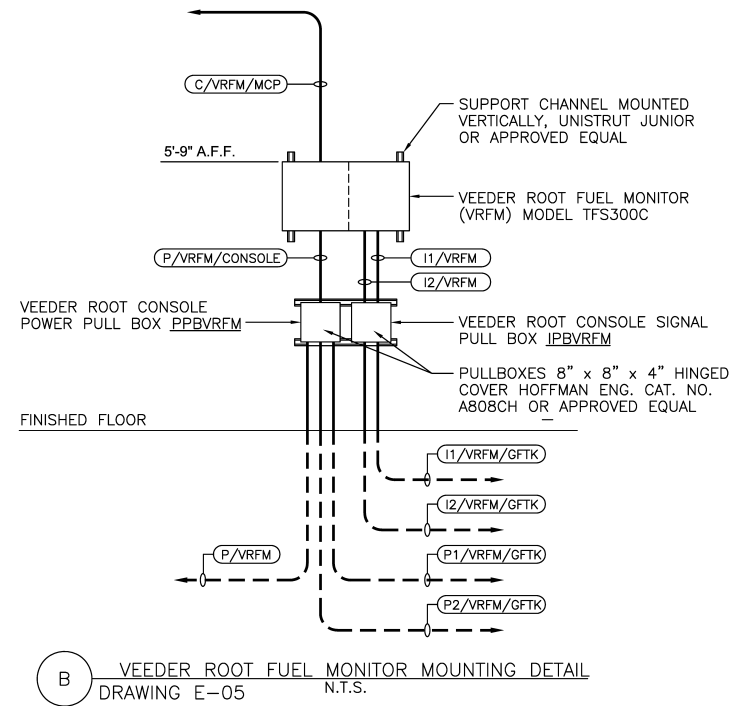 C/VRFM/MCP
SUPPORT CHANNEL MOUNTED
VERTICALLY, UNISTRUT JUNIOR
OR APPROVED EQUAL
5'-9" A.F.F.
VEEDER ROOT FUEL MONITOR
(VRFM) MODEL TFS300C
P/VRFM/CONSOLE
I1/VRFM
I2/VRFM
VEEDER ROOT CONSOLE
POWER PULL BOX PPBVRFM
VEEDER ROOT CONSOLE SIGNAL
PULL BOX IPBVRFM
PULLBOXES 8" x 8" x 4" HINGED
COVER HOFFMAN ENG. CAT. NO.
A808CH OR APPROVED EQUAL
FINISHED FLOOR
I1/VRFM/GFTK
I2/VRFM/GFTK
P/VRFM
P1/VRFM/GFTK
P2/VRFM/GFTK
B
VEEDER ROOT FUEL MONITOR MOUNTING DETAIL
DRAWING E-05
N.T.S.